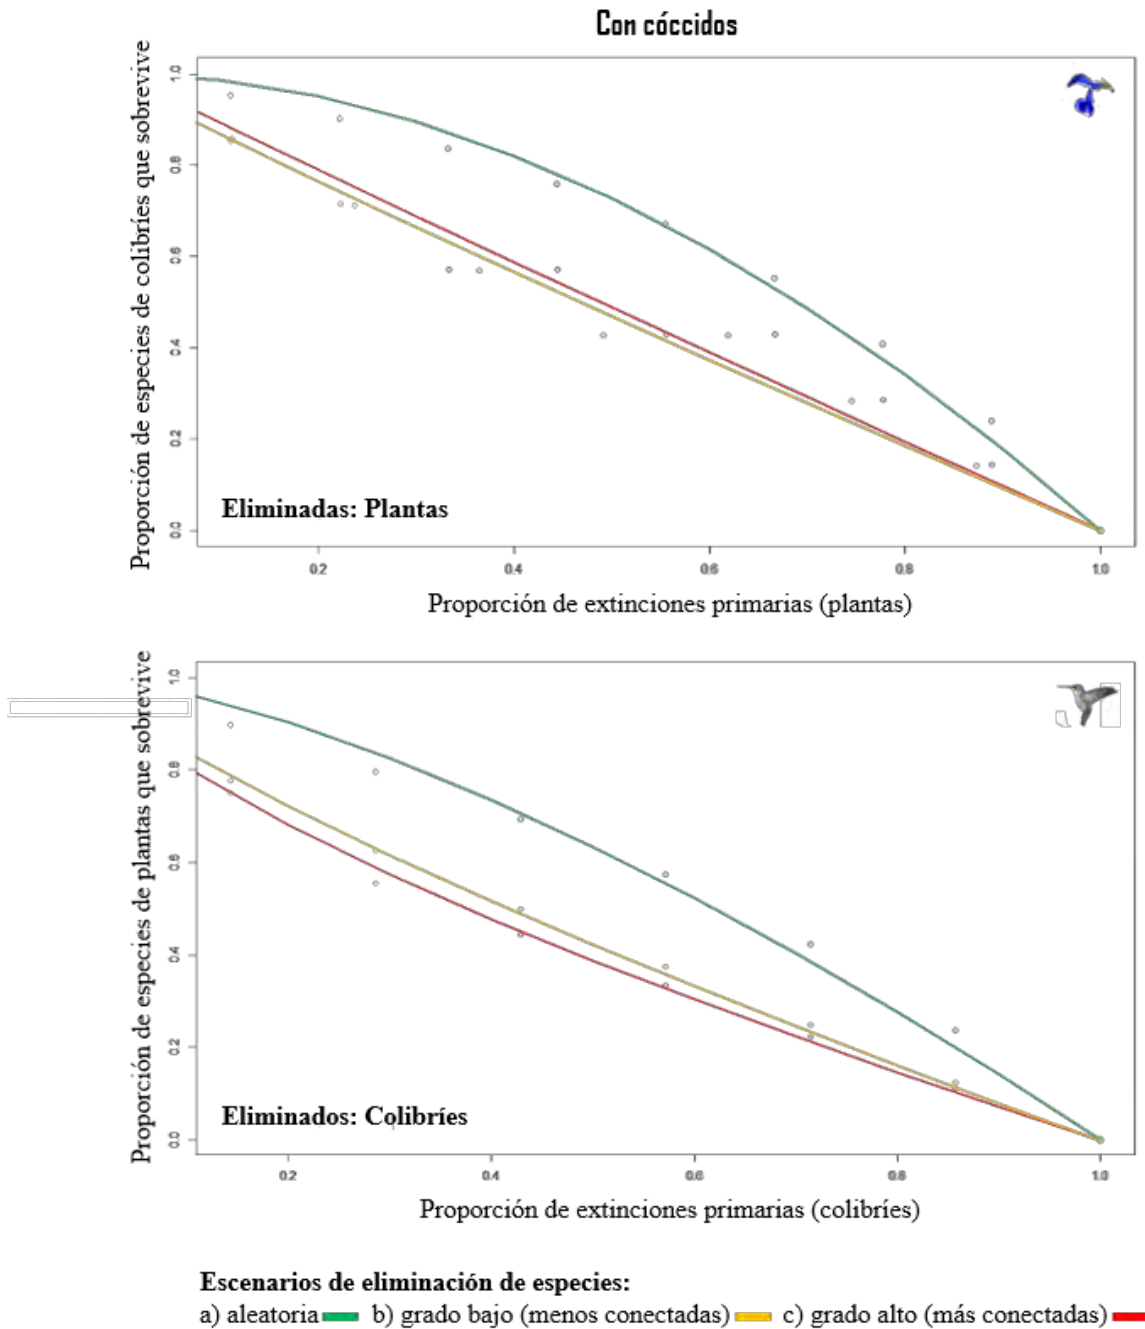 Con cóccidos
Proporción de especies de colibríes que sobrevive
1.0
0.8
0.6
0.4
0.2
0.0
Eliminadas: Plantas
0.2 0.4 0.6 0.8 1.0
Proporción de extinciones primarias (plantas)
Proporción de especies de plantas que sobrevive
1.0
0.8
0.6
0.4
0.2
0.0
Eliminados: Colibríes
0.2 0.4 0.6 0.8 1.0
Proporción de extinciones primarias (colibríes)
Escenarios de eliminación de especies:
a) aleatoria b) grado bajo (menos conectadas) c) grado alto (más conectadas)